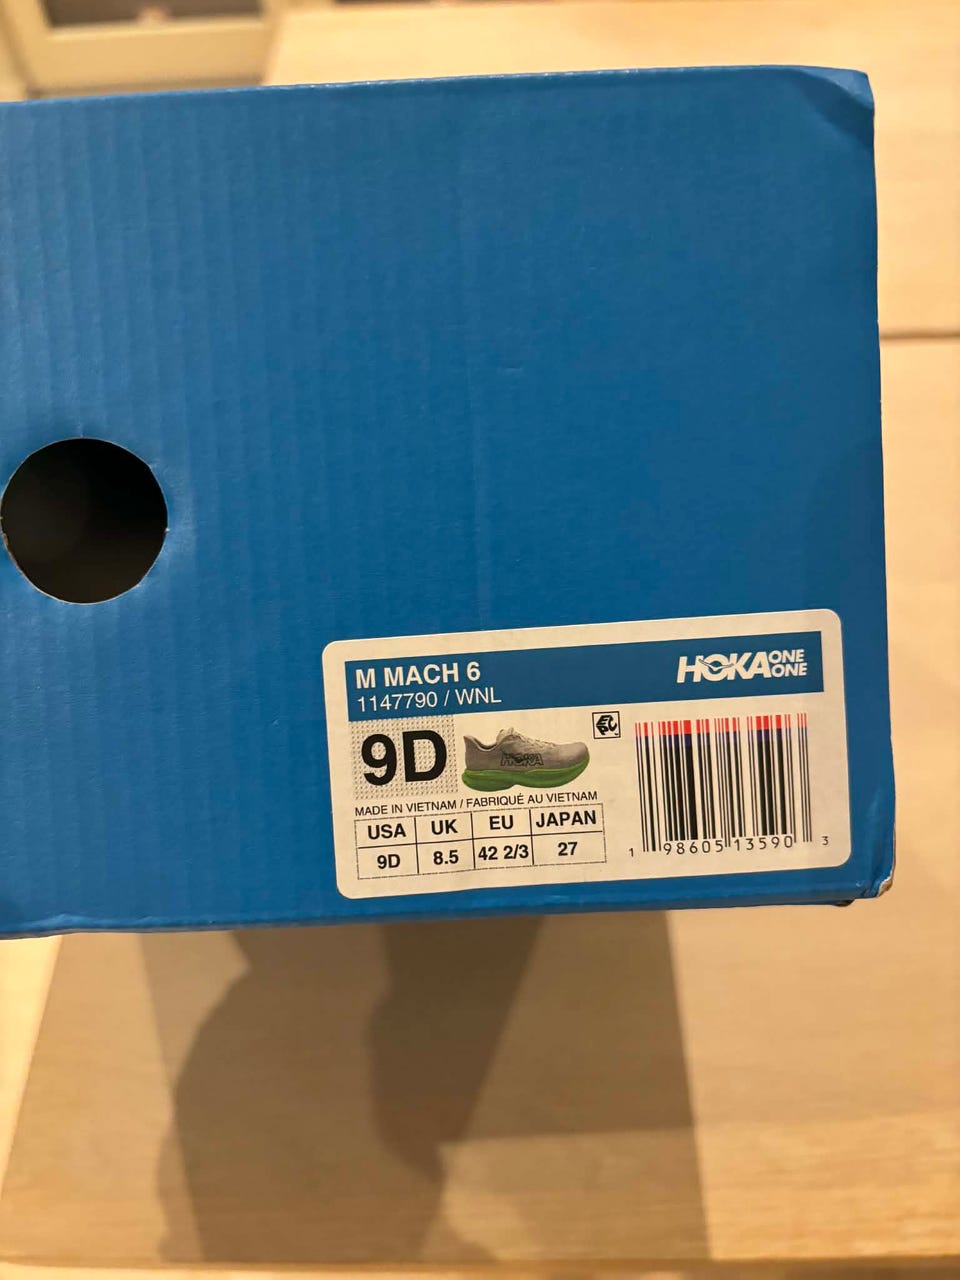 M MACH 6
1147790 / WNL
HOKA ONE ONE
9D
HOKA
MADE IN VIETNAM / FABRIQUÉ AU VIETNAM
USA UK EU JAPAN
9D 8.5 42 2/3 27
1 98605 13590 3